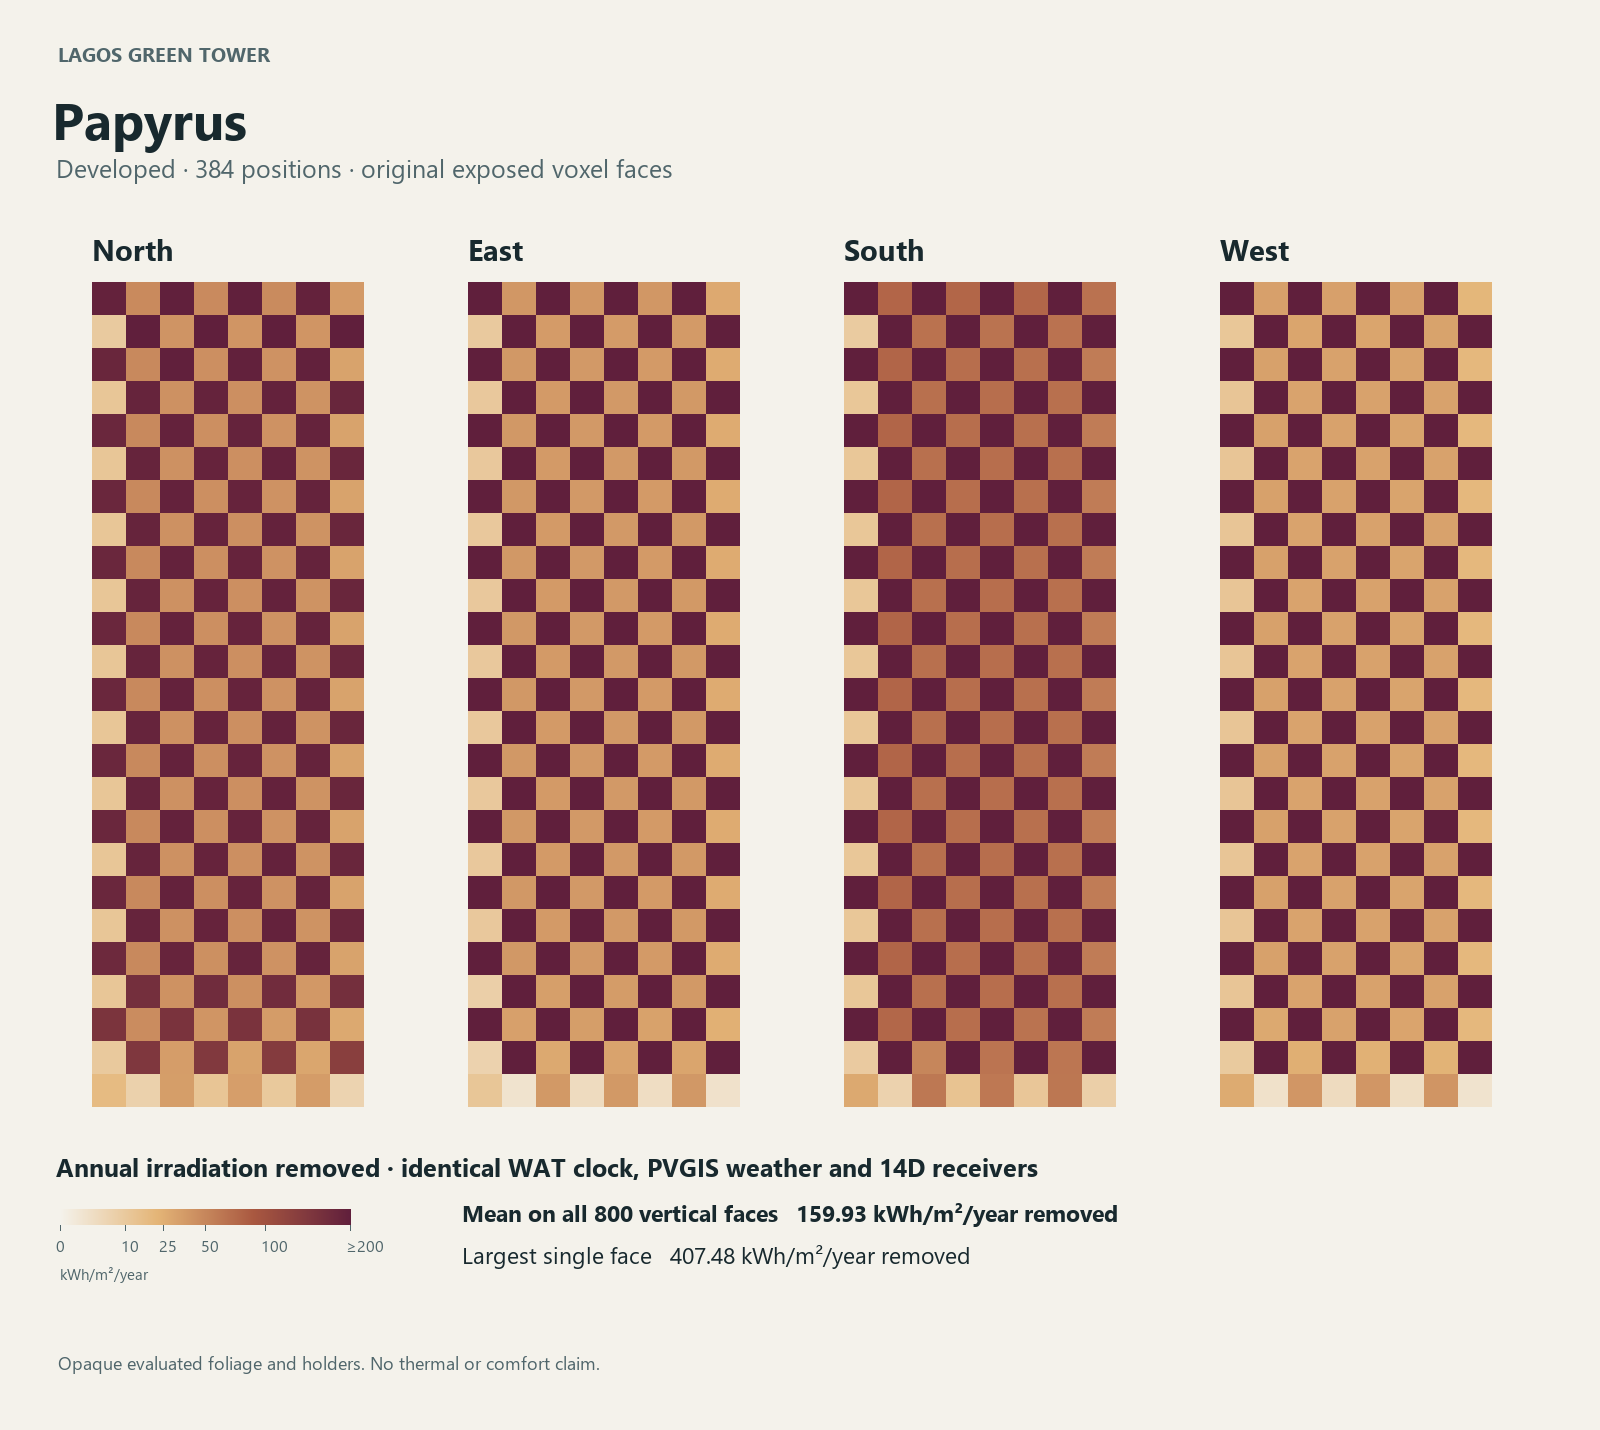 LAGOS GREEN TOWER
Papyrus
Developed · 384 positions · original exposed voxel faces
North East South West
Annual irradiation removed · identical WAT clock, PVGIS weather and 14D receivers
0 10 25 50 100 ≥200
kWh/m²/year
Mean on all 800 vertical faces 159.93 kWh/m²/year removed
Largest single face 407.48 kWh/m²/year removed
Opaque evaluated foliage and holders. No thermal or comfort claim.